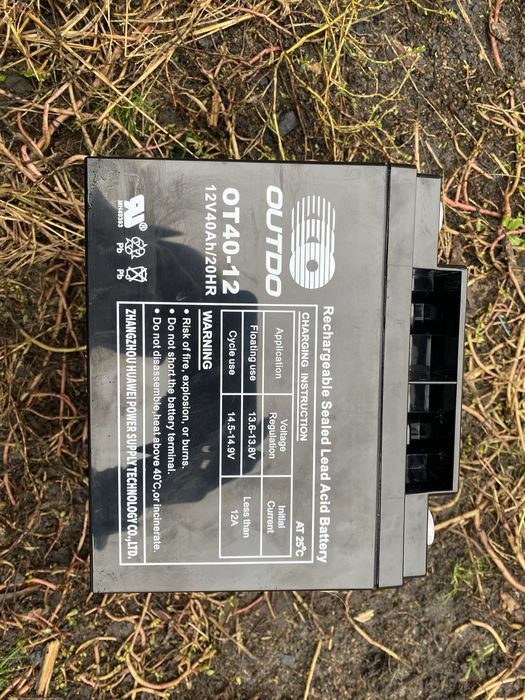 OUTDO
OT40-12
12V40Ah/20HR
MH49393
Pb
Pb
Rechargeable Sealed Lead Acid Battery
CHARGING INSTRUCTION
AT 25°C
Application
Voltage Regulation
Initial Current
Floating use
13.6-13.8V
Less than 12A
Cycle use
14.5-14.9V
WARNING
• Risk of fire, explosion, or burns.
• Do not short the battery terminal.
• Do not disassemble,heat above 40°C,or incinerate.
ZHANGZHOU HUAWEI POWER SUPPLY TECHNOLOGY CO.,LTD.